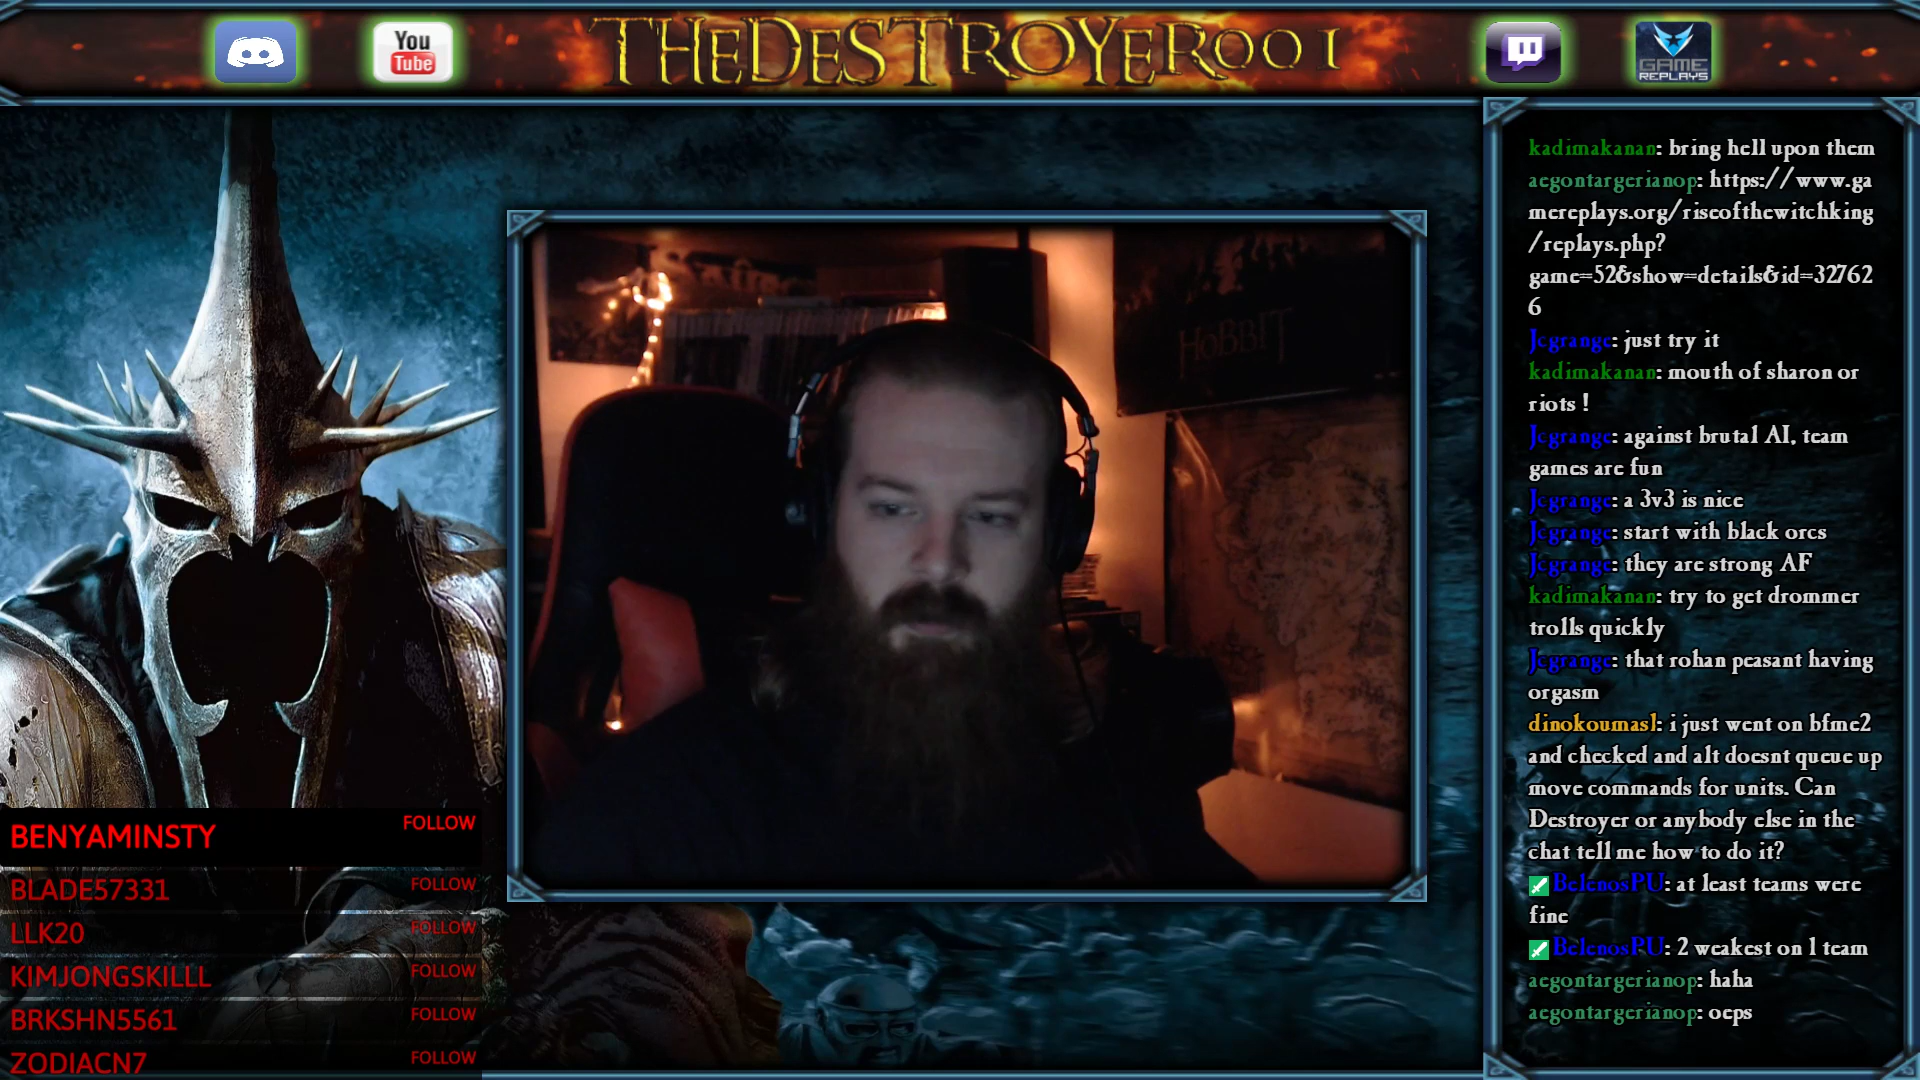 You
Tube
THEDESTROYER001
GAME
REPLAYS
HOBBIT
kadimakanan: bring hell upon them
aegontargerianop: https://www.ga
mereplays.org/riseofthewitchking
/replays.php?
game=52&show=details&id=32762
6
Jcgrange: just try it
kadimakanan: mouth of sharon or
riots !
Jcgrange: against brutal AI, team
games are fun
Jcgrange: a 3v3 is nice
Jcgrange: start with black orcs
Jcgrange: they are strong AF
kadimakanan: try to get drommer
trolls quickly
Jcgrange: that rohan peasant having
orgasm
dinokoumasl: i just went on bfme2
and checked and alt doesnt queue up
move commands for units. Can
Destroyer or anybody else in the
chat tell me how to do it?
BelenosPU: at least teams were
fine
BelenosPU: 2 weakest on 1 team
aegontargerianop: haha
aegontargerianop: oeps
BENYAMINSTY FOLLOW
BLADE57331 FOLLOW
LLK20 FOLLOW
KIMJONGSKILLL FOLLOW
BRKSHN5561 FOLLOW
ZODIACN7 FOLLOW